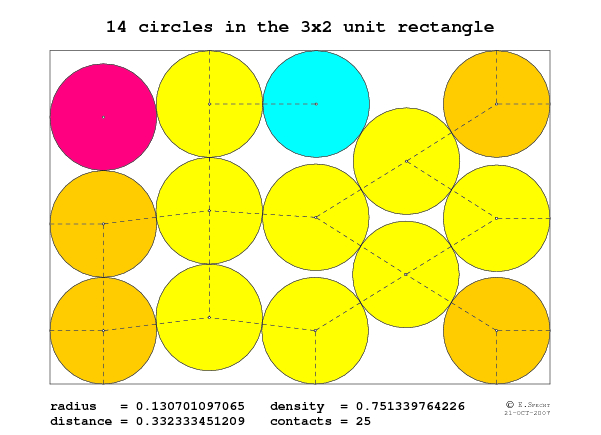 14 circles in the 3x2 unit rectangle
radius = 0.130701097065 density = 0.751339764226
distance = 0.332333451209 contacts = 25
© E.Specht
21-OCT-2007